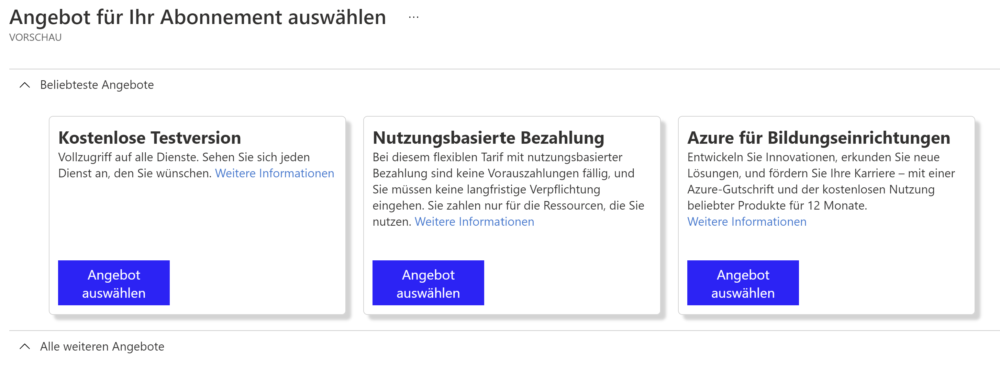 Angebot für Ihr Abonnement auswählen ...
VORSCHAU
Beliebteste Angebote
Kostenlose Testversion
Vollzugriff auf alle Dienste. Sehen Sie sich jeden
Dienst an, den Sie wünschen. Weitere Informationen
Angebot
auswählen
Nutzungsbasierte Bezahlung
Bei diesem flexiblen Tarif mit nutzungsbasierter
Bezahlung sind keine Vorauszahlungen fällig, und
Sie müssen keine langfristige Verpflichtung
eingehen. Sie zahlen nur für die Ressourcen, die Sie
nutzen. Weitere Informationen
Angebot
auswählen
Azure für Bildungseinrichtungen
Entwickeln Sie Innovationen, erkunden Sie neue
Lösungen, und fördern Sie Ihre Karriere – mit einer
Azure-Gutschrift und der kostenlosen Nutzung
beliebter Produkte für 12 Monate.
Weitere Informationen
Angebot
auswählen
Alle weiteren Angebote